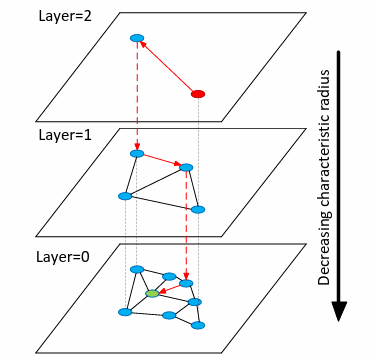 Layer=2
Layer=1
Layer=0
Decreasing characteristic radius